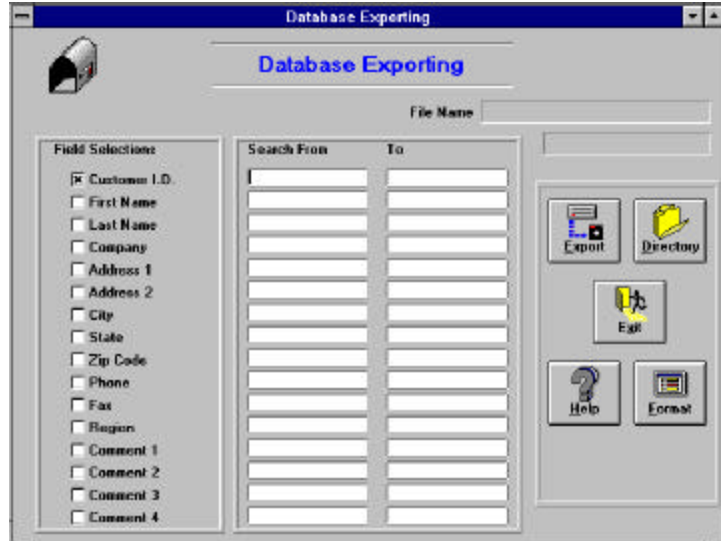 Database Exporting
Database Exporting
File Name
Field Selections
Search From To
Customer I.D.
First Name
Last Name
Company
Address 1
Address 2
City
State
Zip Code
Phone
Fax
Region
Comment 1
Comment 2
Comment 3
Comment 4
Export
Directory
Exit
Help
Format